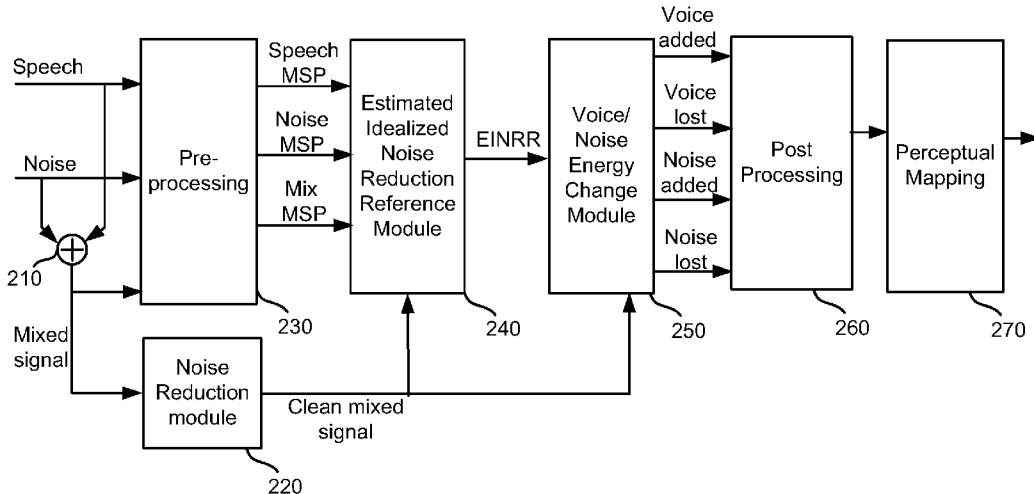 Speech
Noise
210
Mixed
signal
Pre-
processing
230
Noise
Reduction
module
220
Speech
MSP
Noise
MSP
Mix
MSP
Clean mixed
signal
Estimated
Idealized
Noise
Reduction
Reference
Module
240
EINRR
Voice/
Noise
Energy
Change
Module
250
Voice
added
Voice
lost
Noise
added
Noise
lost
Post
Processing
260
Perceptual
Mapping
270